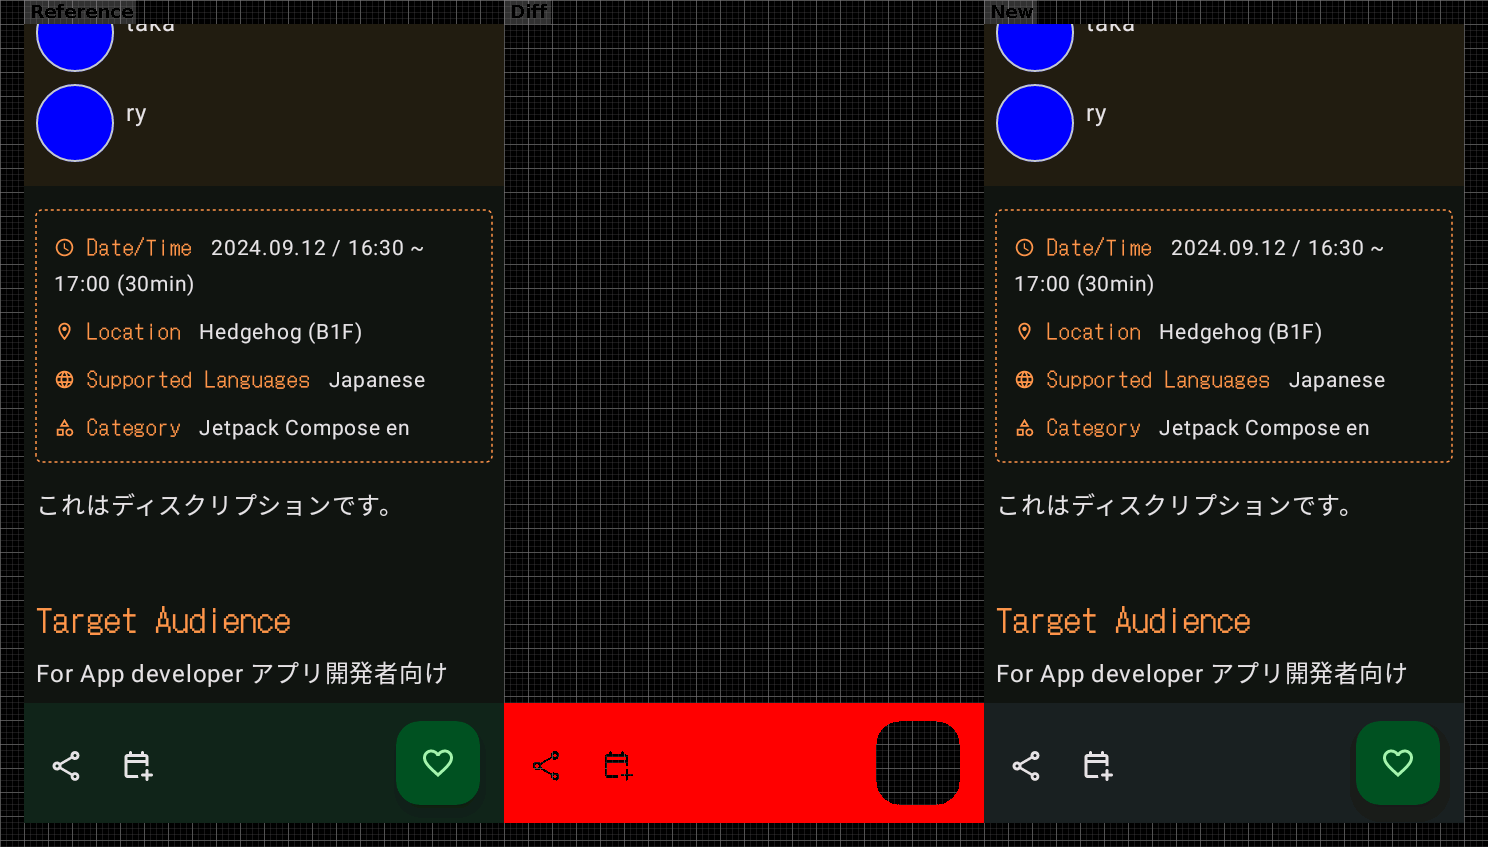 Reference
Diff
New
taka
ry
Date/Time 2024.09.12 / 16:30 ~
17:00 (30min)
Location Hedgehog (B1F)
Supported Languages Japanese
Category Jetpack Compose en
これはディスクリプションです。
Target Audience
For App developer アプリ開発者向け
taka
ry
Date/Time 2024.09.12 / 16:30 ~
17:00 (30min)
Location Hedgehog (B1F)
Supported Languages Japanese
Category Jetpack Compose en
これはディスクリプションです。
Target Audience
For App developer アプリ開発者向け